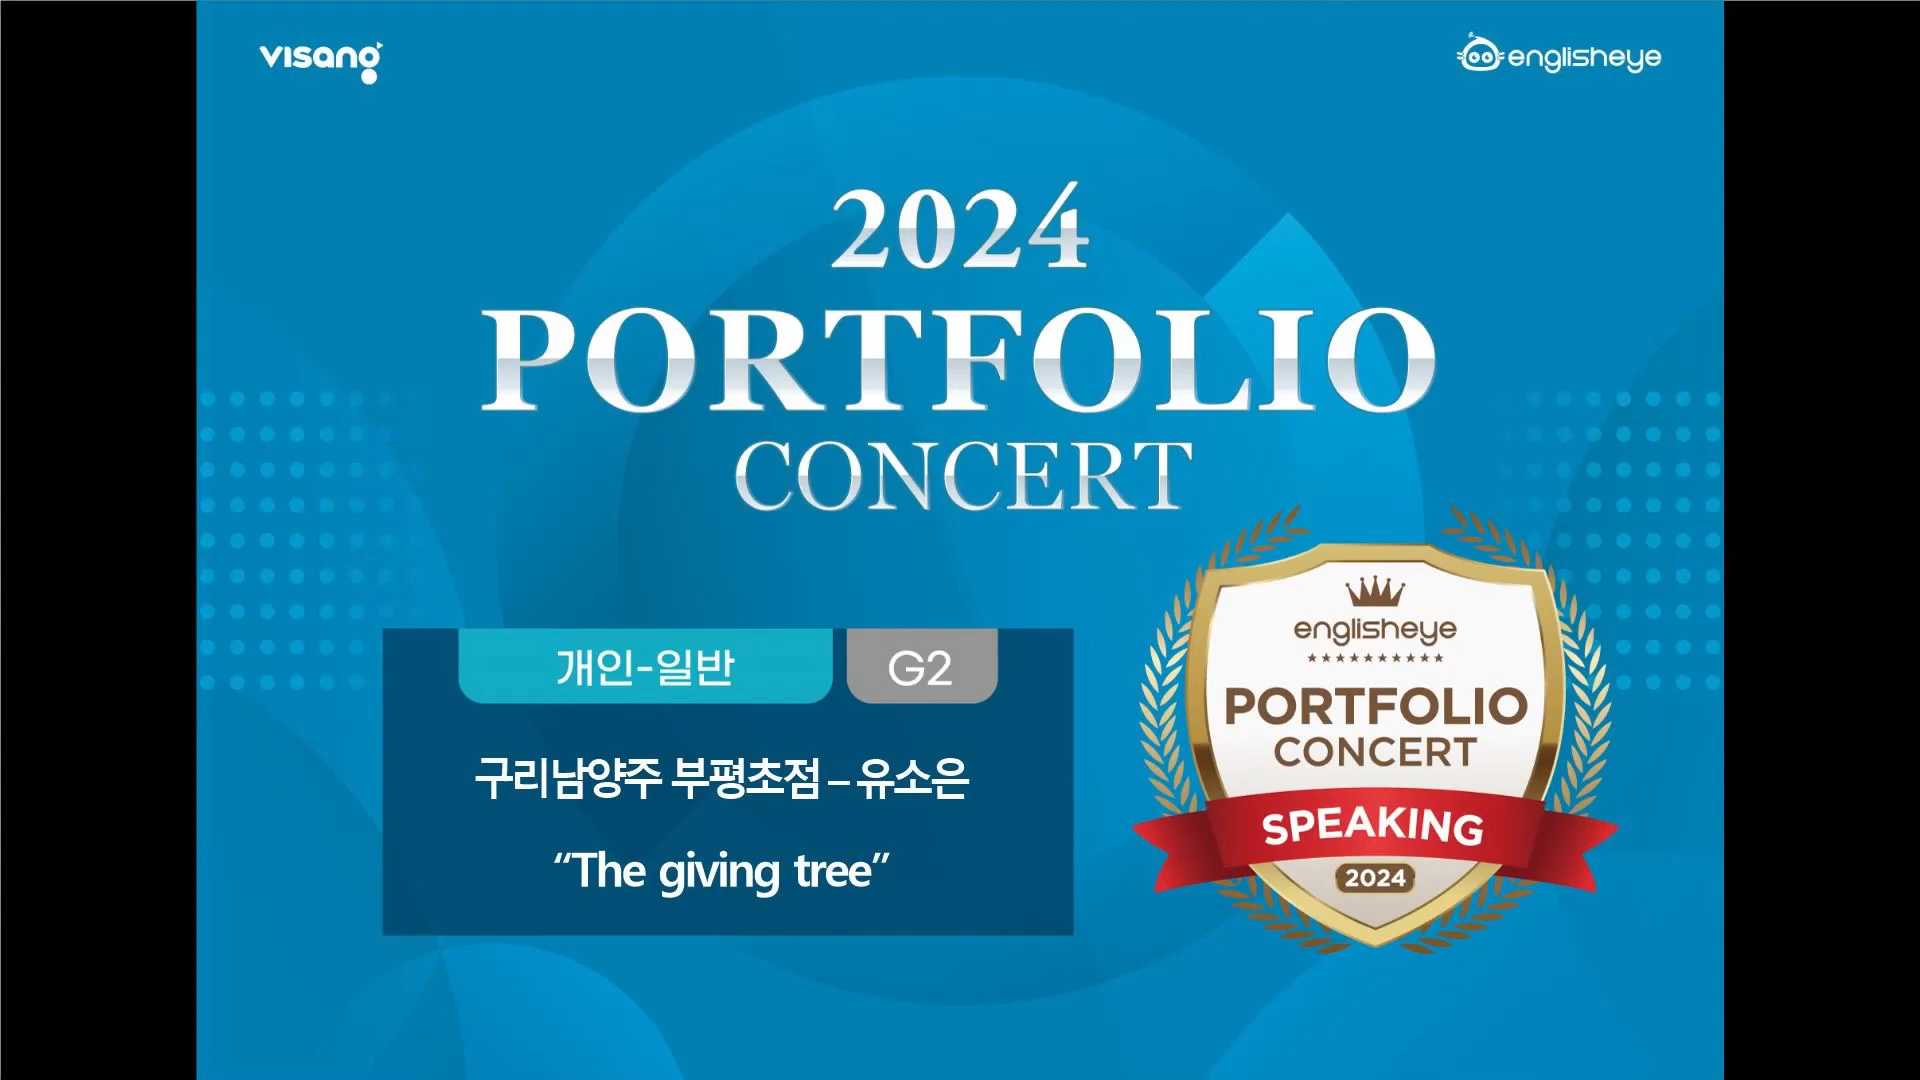 visang
englisheye
2024
PORTFOLIO
CONCERT
개인-일반
G2
구리남양주 부평초점 – 유소은
“The giving tree”
englisheye
PORTFOLIO
CONCERT
SPEAKING
2024